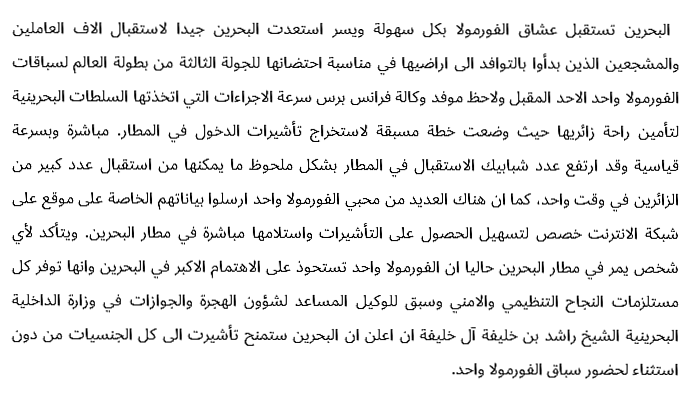 البحرين تستقبل عشاق الفورمولا بكل سهولة ويسر استعدت البحرين جيدا لاستقبال الاف العاملين
والمشجعين الذين بدأوا بالتوافد الى اراضيها في مناسبة احتضانها للجولة الثالثة من بطولة العالم لسباقات
الفورمولا واحد الاحد المقبل ولاحظ موفد وكالة فرانس برس سرعة الاجراءات التي اتخذتها السلطات البحرينية
لتأمين راحة زائريها حيث وضعت خطة مسبقة لاستخراج تأشيرات الدخول في المطار. مباشرة وبسرعة
قياسية وقد ارتفع عدد شبابيك الاستقبال في المطار بشكل ملحوظ ما يمكنها من استقبال عدد كبير من
الزائرين في وقت واحد، كما ان هناك العديد من محبي الفورمولا واحد ارسلوا بياناتهم الخاصة على موقع على
شبكة الانترنت خصص لتسهيل الحصول على التأشيرات واستلامها مباشرة في مطار البحرين. ويتأكد لأي
شخص يمر في مطار البحرين حاليا ان الفورمولا واحد تستحوذ على الاهتمام الاكبر في البحرين وانها توفر كل
مستلزمات النجاح التنظيمي والامني وسبق للوكيل المساعد لشؤون الهجرة والجوازات في وزارة الداخلية
البحرينية الشيخ راشد بن خليفة آل خليفة ان اعلن ان البحرين ستمنح تأشيرت الى كل الجنسيات من دون
استثناء لحضور سباق الفورمولا واحد.